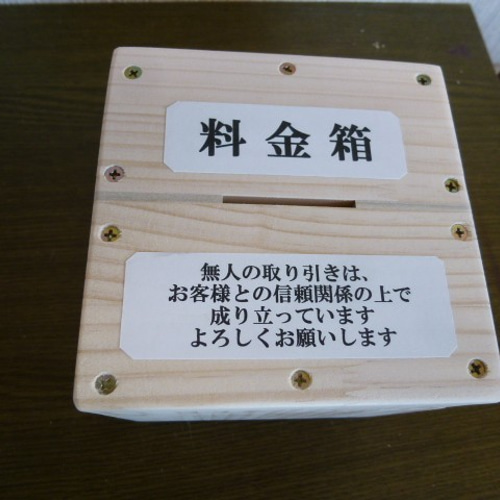 料金箱
無人の取り引きは、
お客様との信頼関係の上で
成り立っています
よろしくお願いします